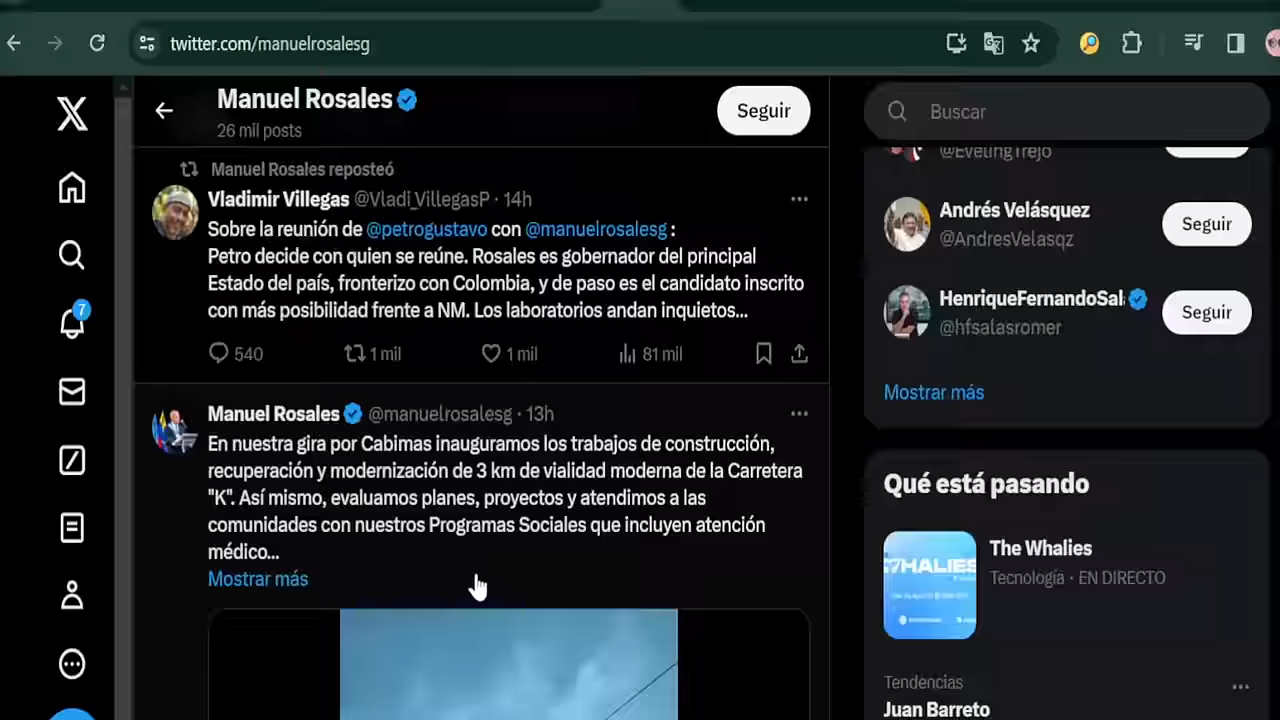 twitter.com/manuelrosalesg
Manuel Rosales
26 mil posts
Seguir
Manuel Rosales reposteó
Vladimir Villegas @Vladi_VillegasP · 14h
Sobre la reunión de @petrogustavo con @manuelrosalesg :
Petro decide con quien se reúne. Rosales es gobernador del principal
Estado del país, fronterizo con Colombia, y de paso es el candidato inscrito
con más posibilidad frente a NM. Los laboratorios andan inquietos...
540 1 mil 1 mil 81 mil
Manuel Rosales @manuelrosalesg · 13h
En nuestra gira por Cabimas inauguramos los trabajos de construcción,
recuperación y modernización de 3 km de vialidad moderna de la Carretera
"K". Así mismo, evaluamos planes, proyectos y atendimos a las
comunidades con nuestros Programas Sociales que incluyen atención
médico...
Mostrar más
7
Buscar
@EvelingTrejo
Andrés Velásquez
@AndresVelasqz
Seguir
HenriqueFernandoSal
@hfsalasromer
Seguir
Mostrar más
Qué está pasando
WHALIES
The Whalies
Tecnología · EN DIRECTO
Tendencias
Juan Barreto